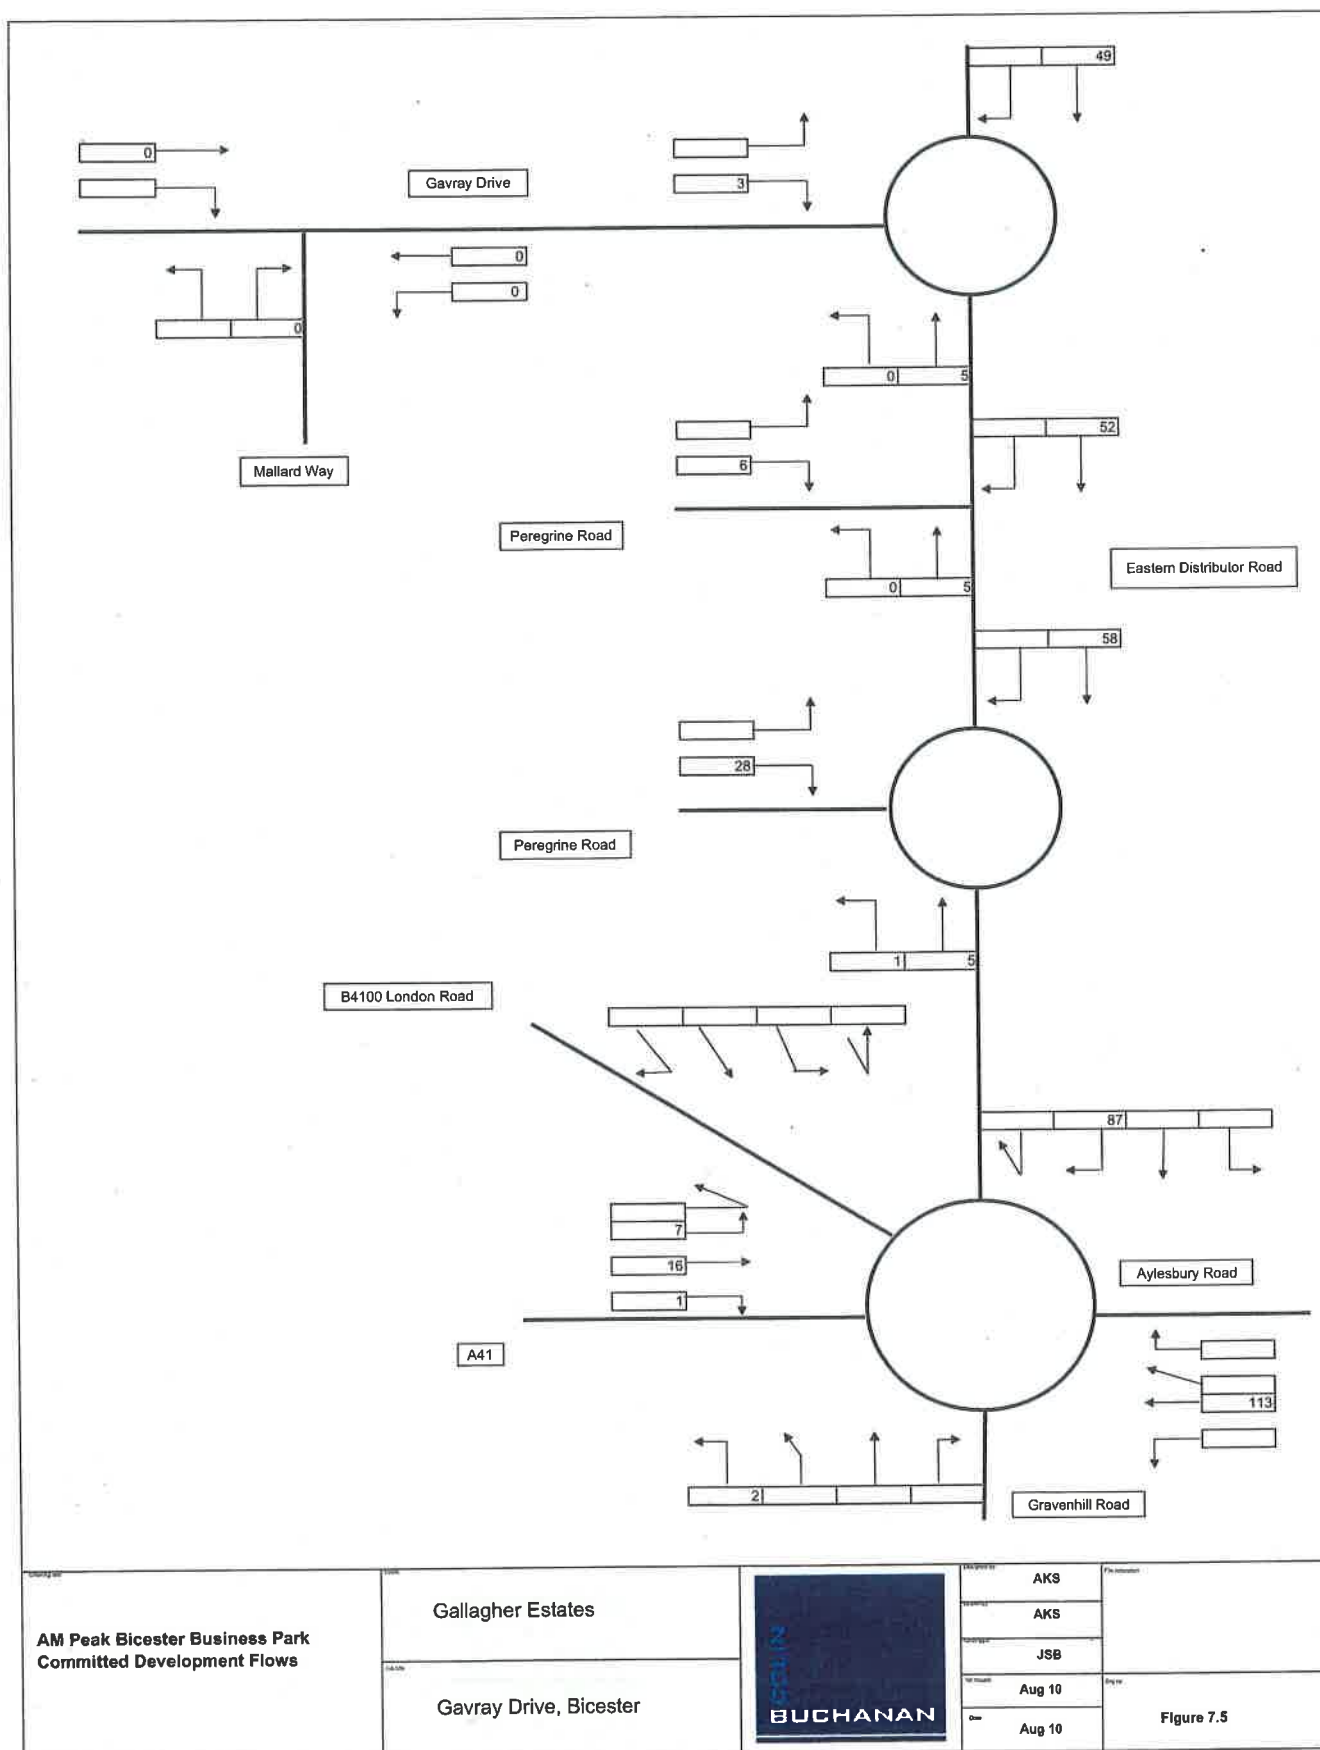 49
0
3
Gavray Drive
0
0
0
0 5
52
6
Mallard Way
Peregrine Road
Eastern Distributor Road
0 5
58
28
Peregrine Road
1 5
B4100 London Road
87
7
16
1
Aylesbury Road
A41
113
2
Gravenhill Road
AM Peak Bicester Business Park
Committed Development Flows
Gallagher Estates
Gavray Drive, Bicester
COLIN
BUCHANAN
AKS
AKS
JSB
Aug 10
Aug 10
Figure 7.5